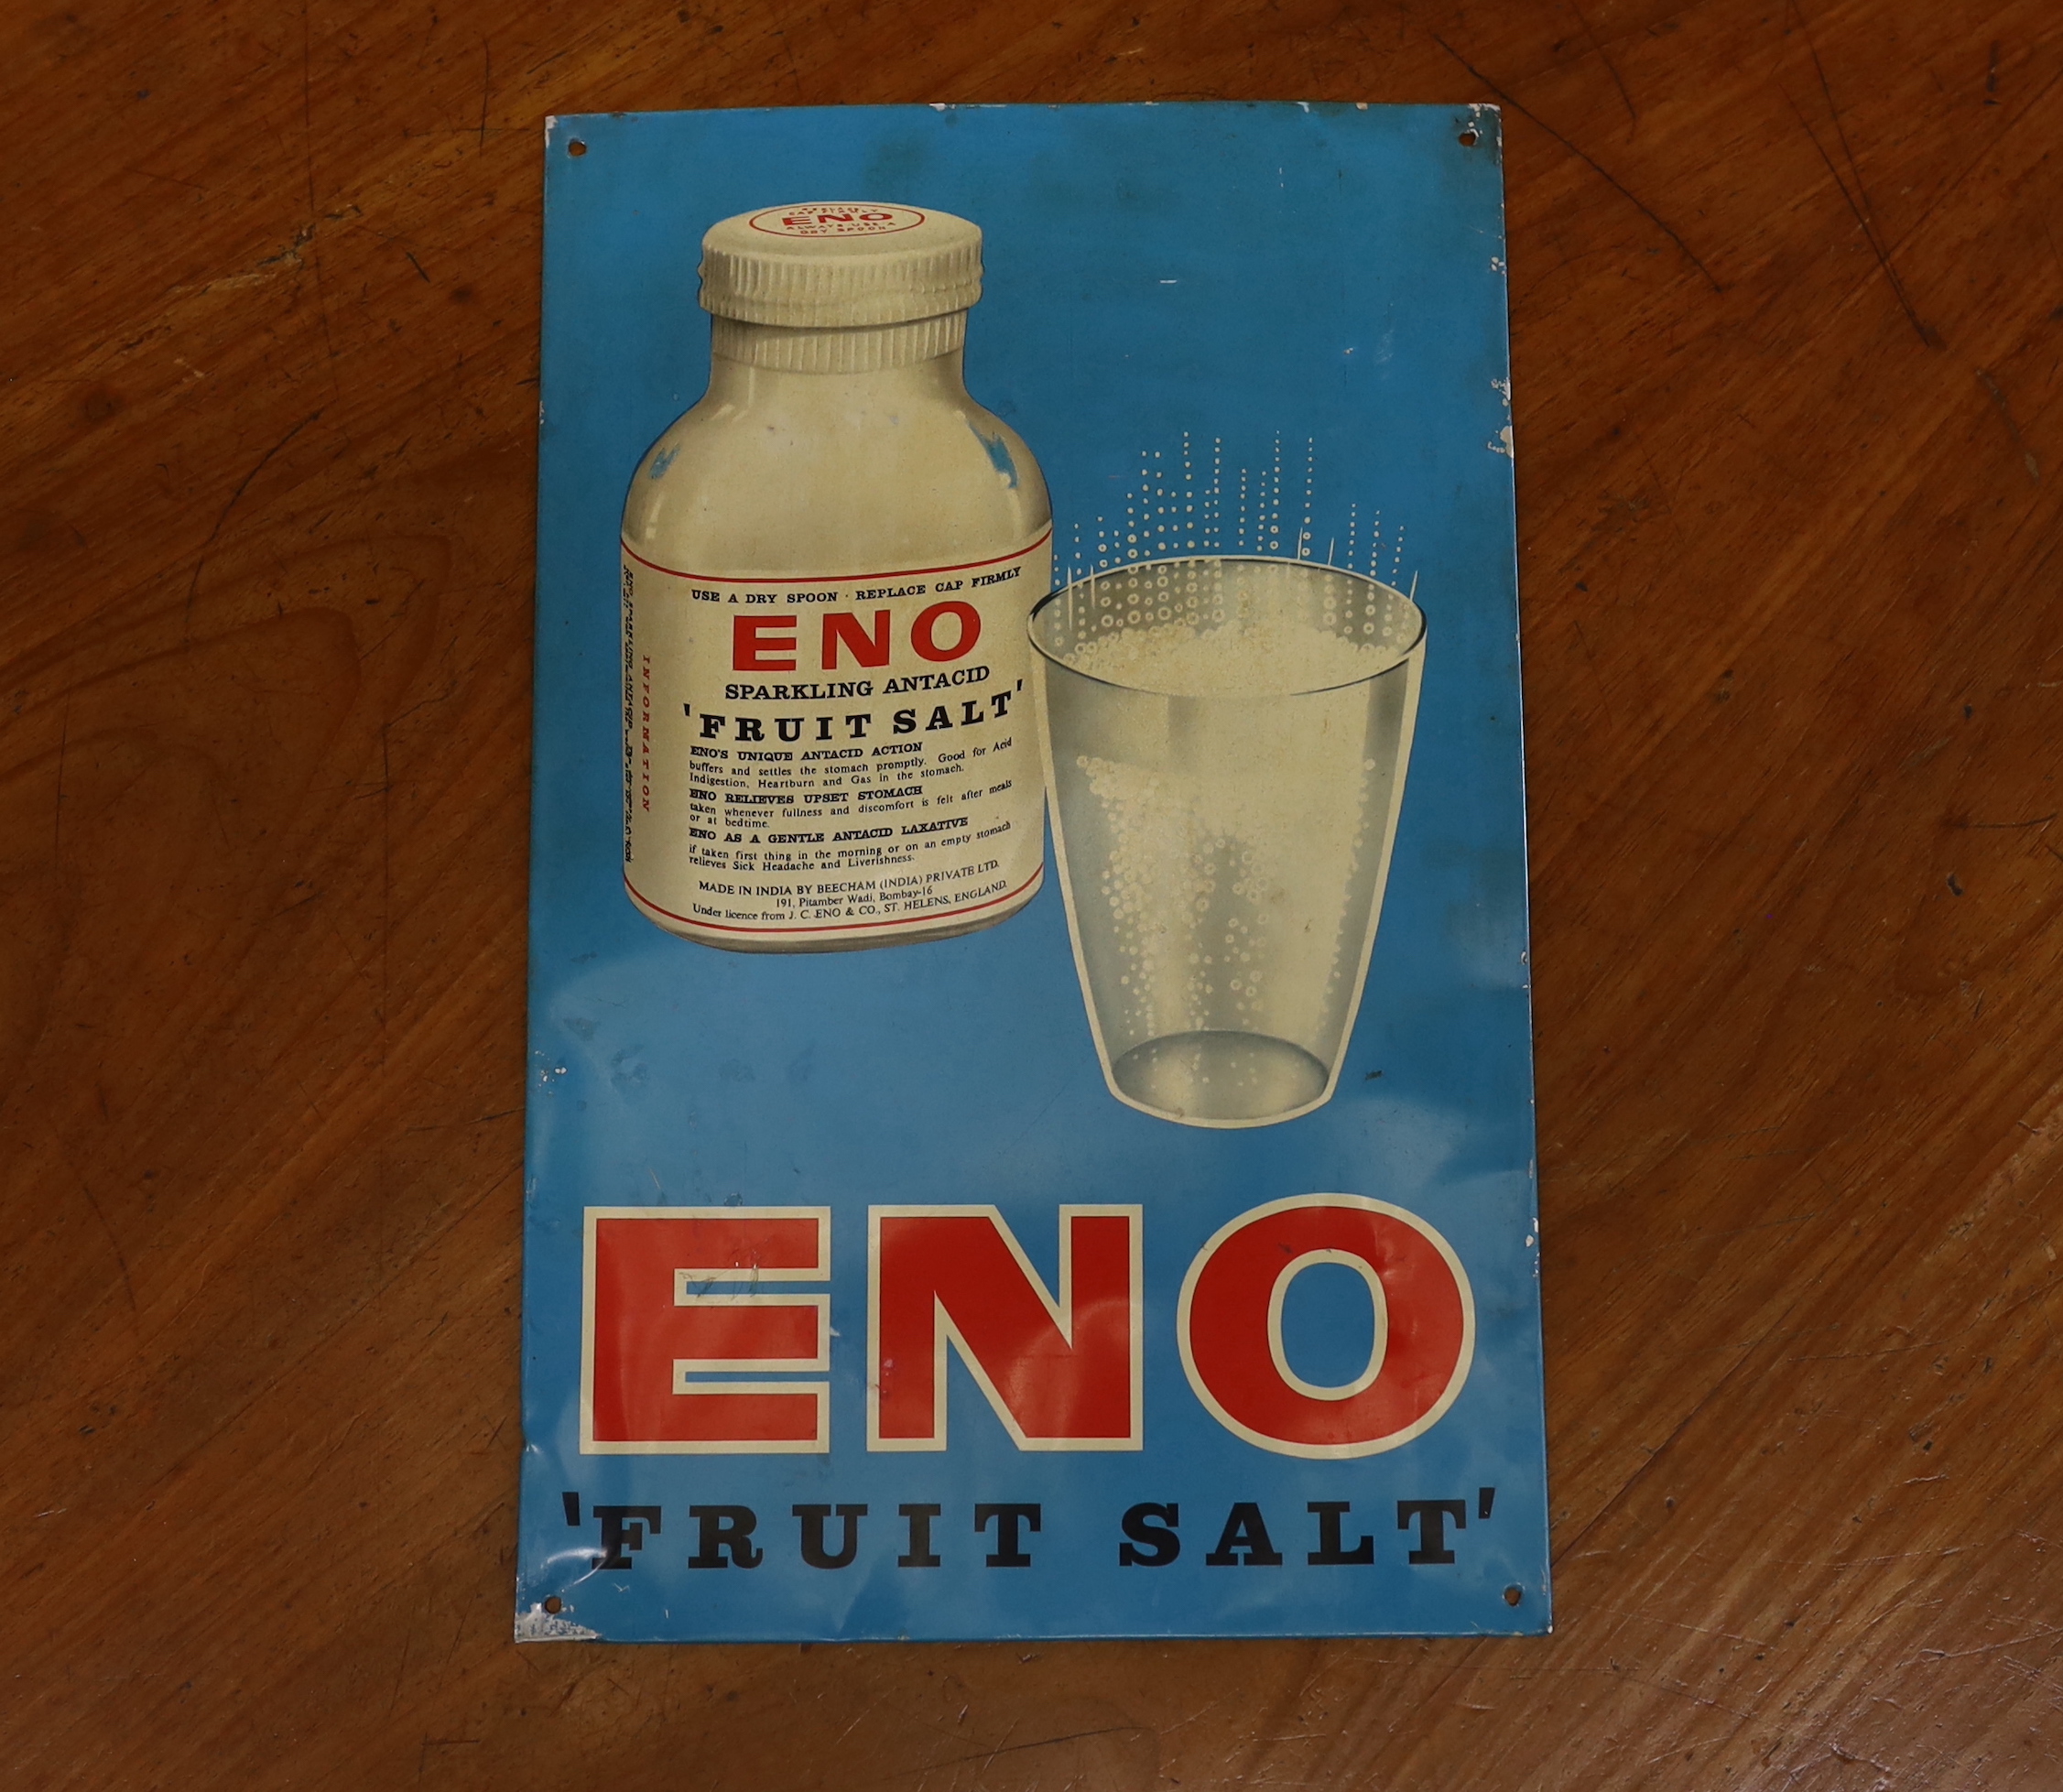 ENO
ALWAYS USE A
DRY SPOON
USE A DRY SPOON · REPLACE CAP FIRMLY
ENO
SPARKLING ANTACID
'FRUIT SALT'
ENO'S UNIQUE ANTACID ACTION
buffers and settles the stomach promptly. Good for Acid
Indigestion, Heartburn and Gas in the stomach.
ENO RELIEVES UPSET STOMACH
taken whenever fullness and discomfort is felt after meals
or at bedtime.
ENO AS A GENTLE ANTACID LAXATIVE
if taken first thing in the morning or on an empty stomach
relieves Sick Headache and Liverishness.
MADE IN INDIA BY BEECHAM (INDIA) PRIVATE LTD.
191, Pitamber Wadi, Bombay-16
Under licence from J. C. ENO & CO., ST. HELENS, ENGLAND.
INFORMATION
ENO
'FRUIT SALT'